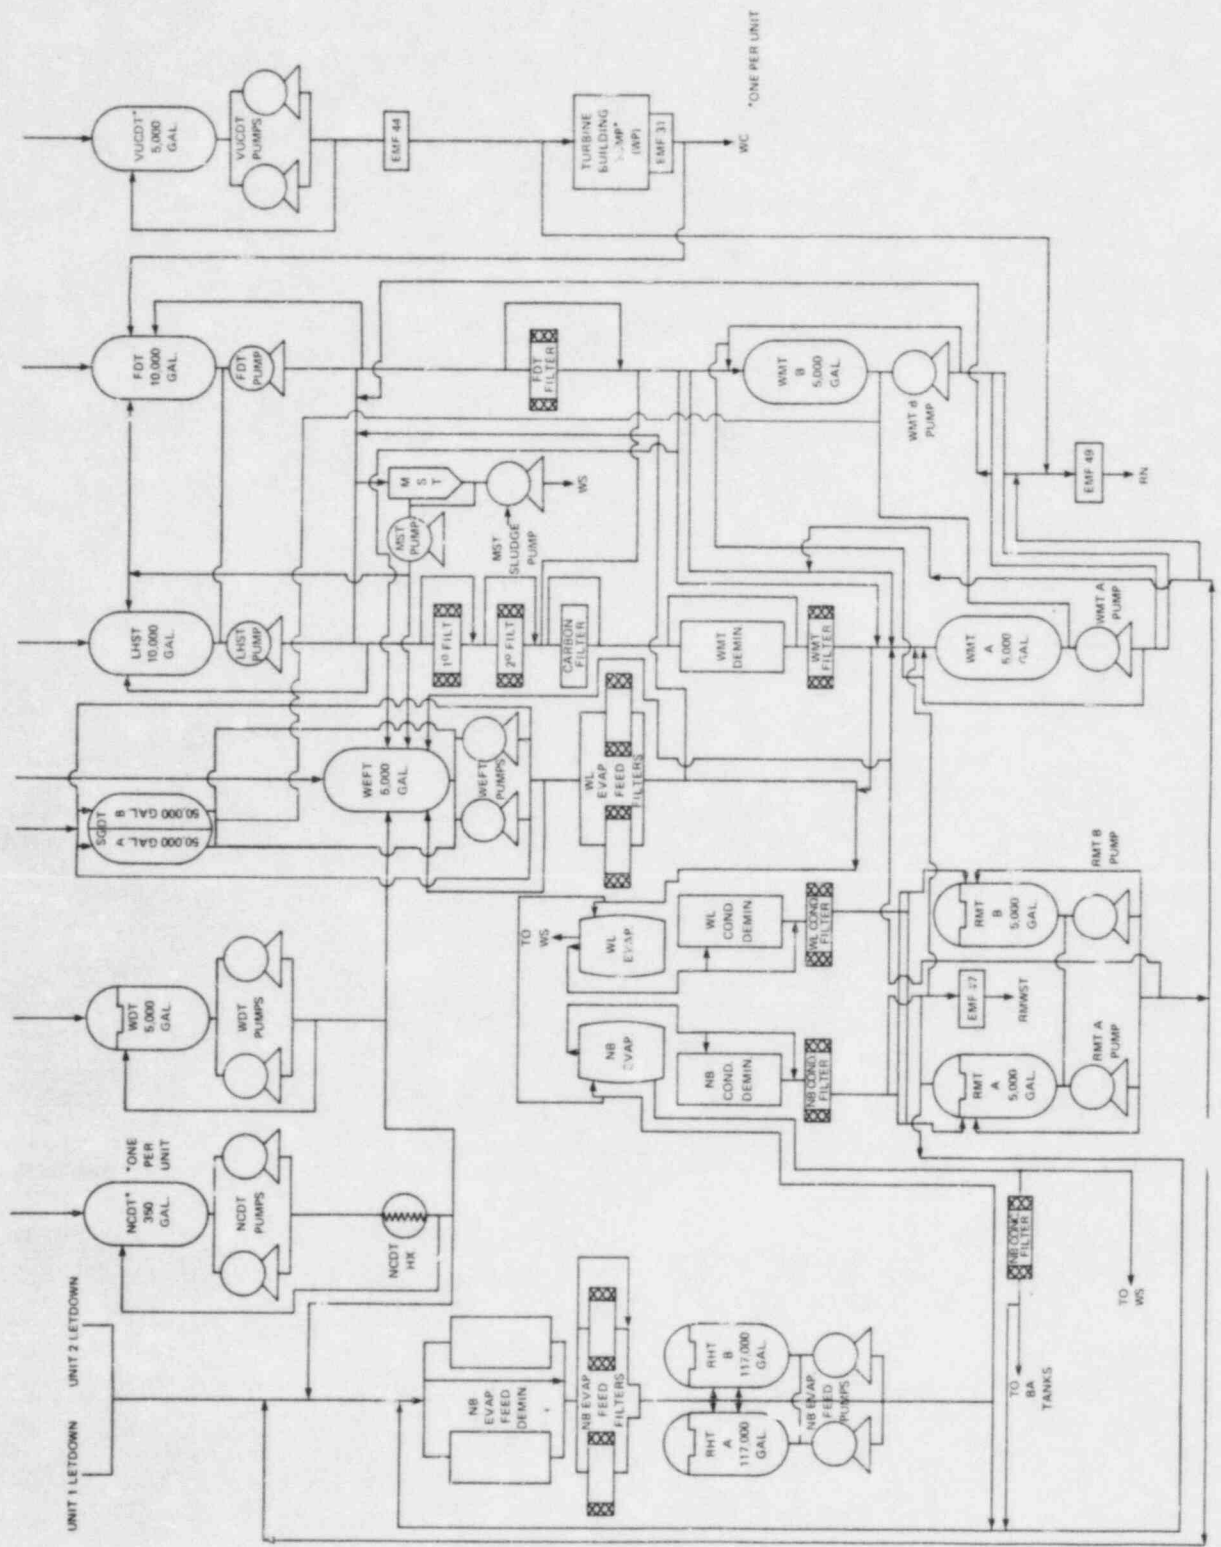 UNIT 1 LETDOWN
UNIT 2 LETDOWN
NCDT*
350
GAL.
*ONE
PER
UNIT
NCDT
PUMPS
NCDT
HX
WDT
5,000
GAL.
WDT
PUMPS
SGDT
A
50,000 GAL.
B
50,000 GAL.
WEFT
5,000
GAL.
WEFT
PUMPS
LHST
10,000
GAL.
LHST
PUMP
FDT
10,000
GAL.
FDT
PUMP
VUCDT*
5,000
GAL.
VUCDT
PUMPS
EMF 44
TURBINE
BUILDING
(WP)
EMF 31
WC
*ONE PER UNIT
MST
PUMP
M
S
T
MST
SLUDGE
PUMP
WS
1º FILT
2º FILT
CARBON
FILTER
FDT
FILTER
WL
EVAP
FEED
FILTERS
WMT
DEMIN
WMT
FILTER
WMT
B
5,000
GAL.
WMT B
PUMP
WMT
A
5,000
GAL.
WMT A
PUMP
EMF 49
RN
TO
WS
WL
EVAP
WL
COND
DEMIN
WL COND
FILTER
NB
EVAP
NB
COND.
DEMIN
NB COND.
FILTER
RMT
B
5,000
GAL.
RMT B
PUMP
EMF
RMWST
RMT
A
5,000
GAL.
RMT A
PUMP
NB
EVAP
FEED
DEMIN
NB EVAP
FEED
FILTERS
RHT
A
117,000
GAL.
RHT
B
117,000
GAL.
NB EVAP
FEED
PUMPS
NB CONC
FILTER
TO
BA
TANKS
TO
WS